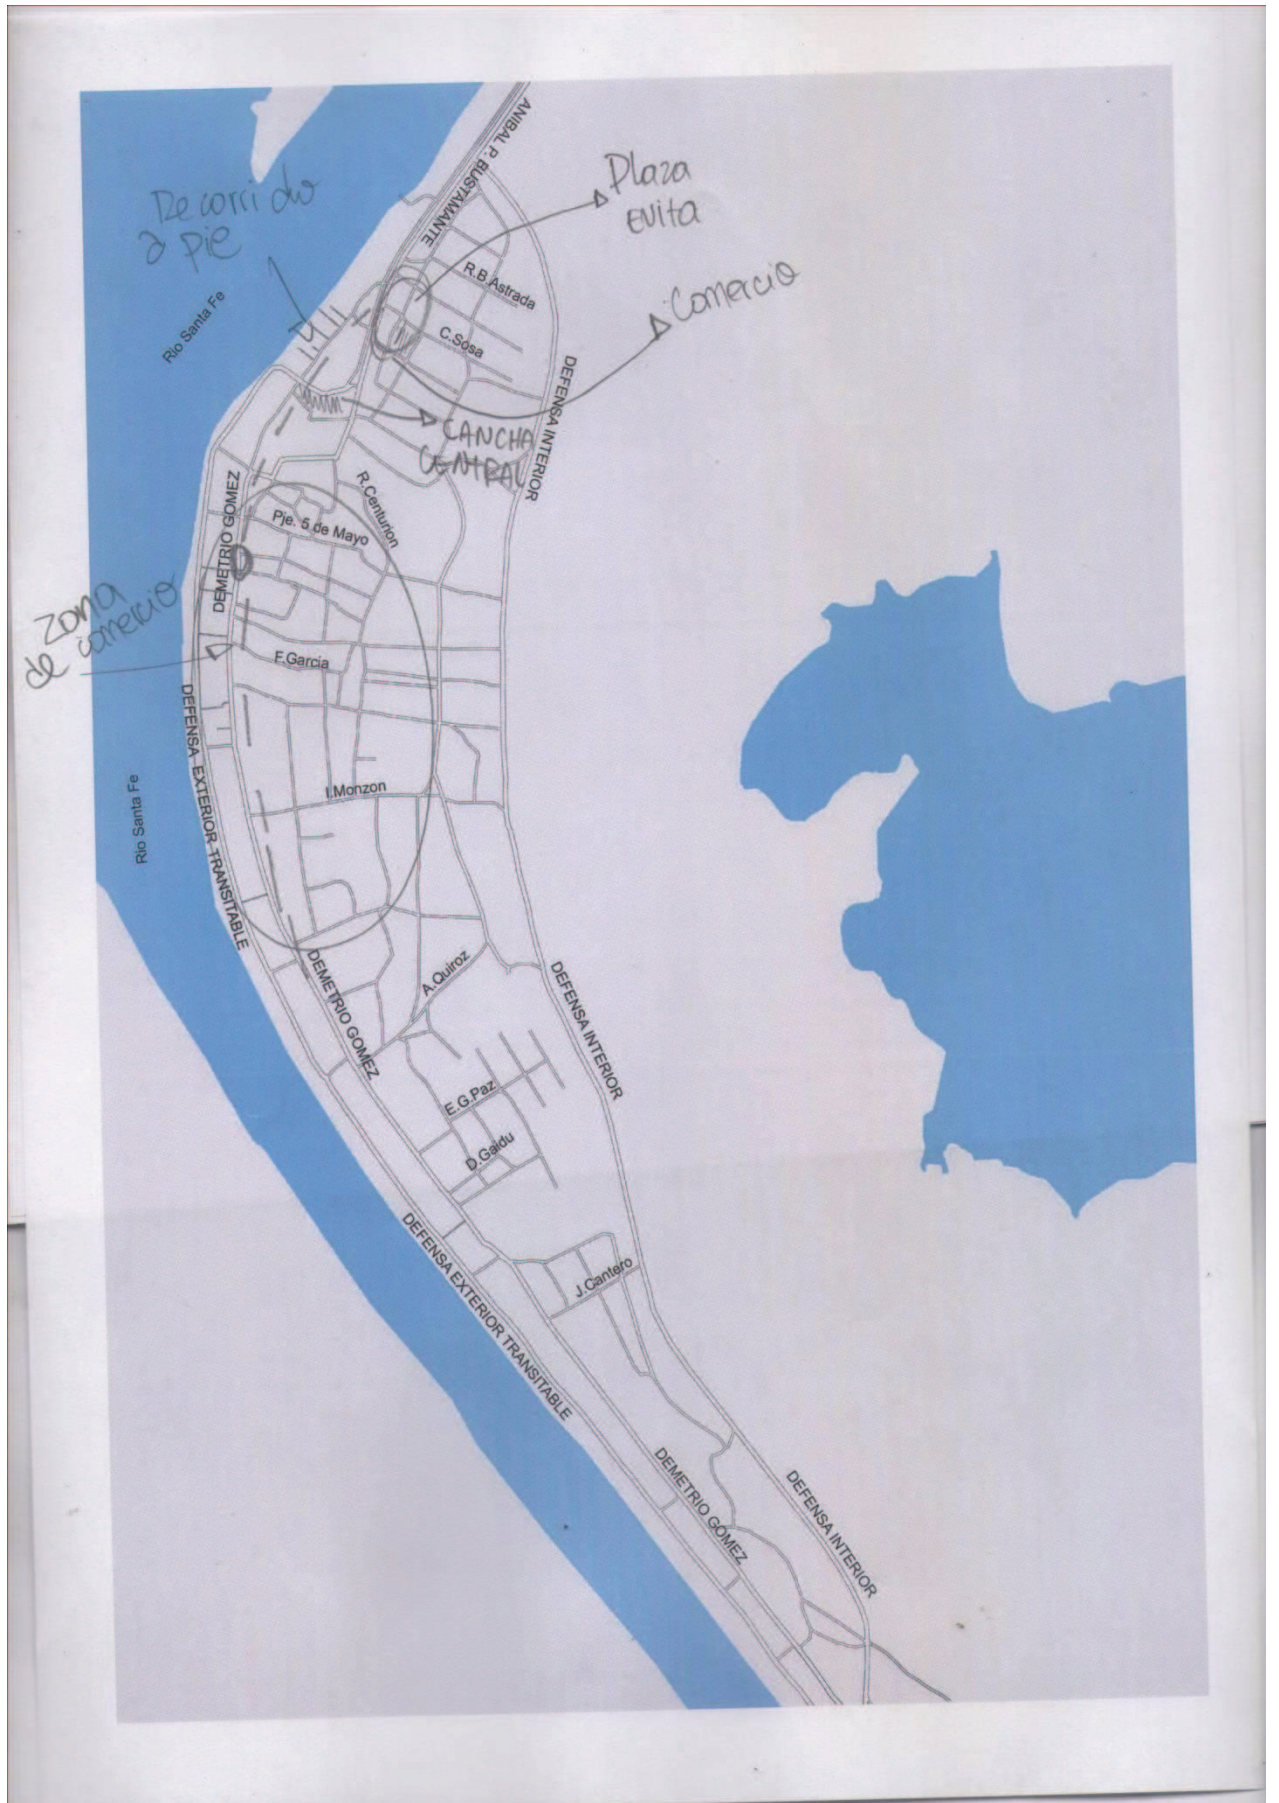 ANIBAL P. BUSTAMANTE
Plaza
Evita
Recorrido
a pie
R.B.Astrada
Comercio
Rio Santa Fe
C.Sosa
DEFENSA INTERIOR
CANCHA
CENTRAL
DEMETRIO GOMEZ
R.Centurion
Pje. 5 de Mayo
Zona
de comercio
F.Garcia
DEFENSA EXTERIOR TRANSITABLE
I.Monzon
Rio Santa Fe
DEMETRIO GOMEZ
A.Quiroz
DEFENSA INTERIOR
E.G.Paz
D.Gaidu
DEFENSA EXTERIOR TRANSITABLE
J.Cantero
DEMETRIO GOMEZ
DEFENSA INTERIOR